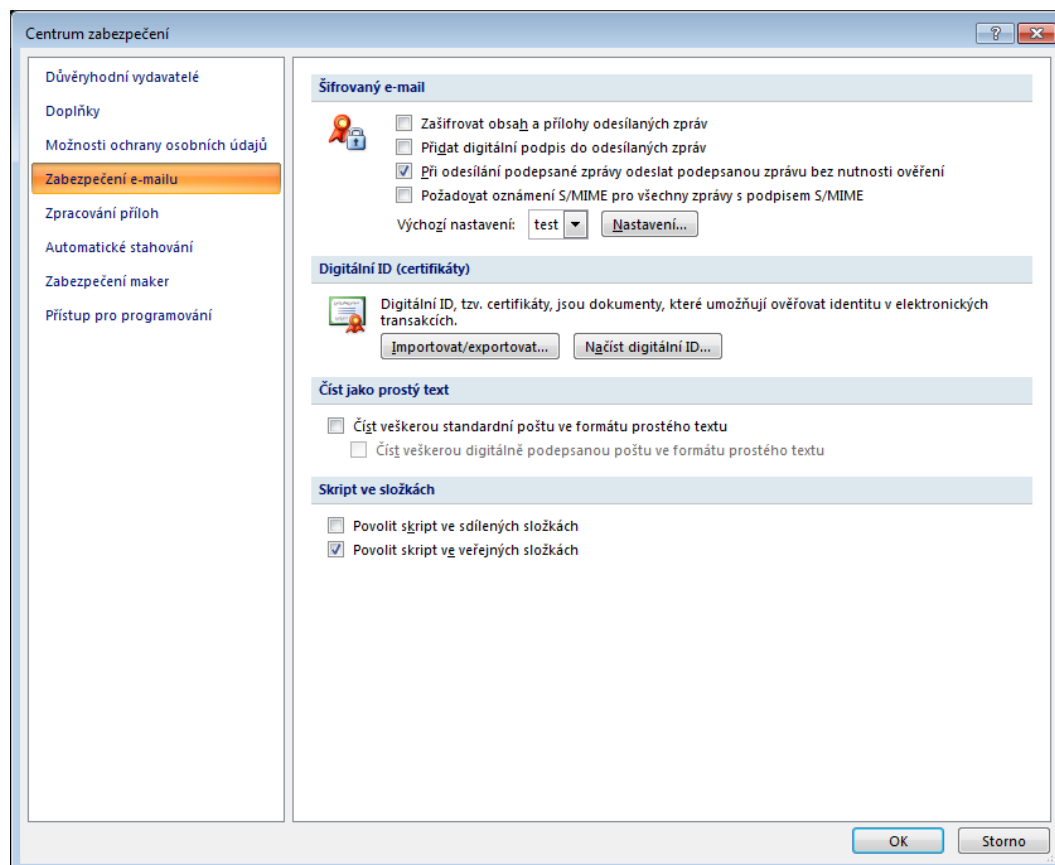 Centrum zabezpečení
Důvěryhodní vydavatelé
Doplňky
Možnosti ochrany osobních údajů
Zabezpečení e-mailu
Zpracování příloh
Automatické stahování
Zabezpečení maker
Přístup pro programování
Šifrovaný e-mail
Zašifrovat obsah a přílohy odesílaných zpráv
Přidat digitální podpis do odesílaných zpráv
Při odesílání podepsané zprávy odeslat podepsanou zprávu bez nutnosti ověření
Požadovat oznámení S/MIME pro všechny zprávy s podpisem S/MIME
Výchozí nastavení: test Nastavení...
Digitální ID (certifikáty)
Digitální ID, tzv. certifikáty, jsou dokumenty, které umožňují ověřovat identitu v elektronických
transakcích.
Importovat/exportovat... Načíst digitální ID...
Číst jako prostý text
Číst veškerou standardní poštu ve formátu prostého textu
Číst veškerou digitálně podepsanou poštu ve formátu prostého textu
Skript ve složkách
Povolit skript ve sdílených složkách
Povolit skript ve veřejných složkách
OK Storno